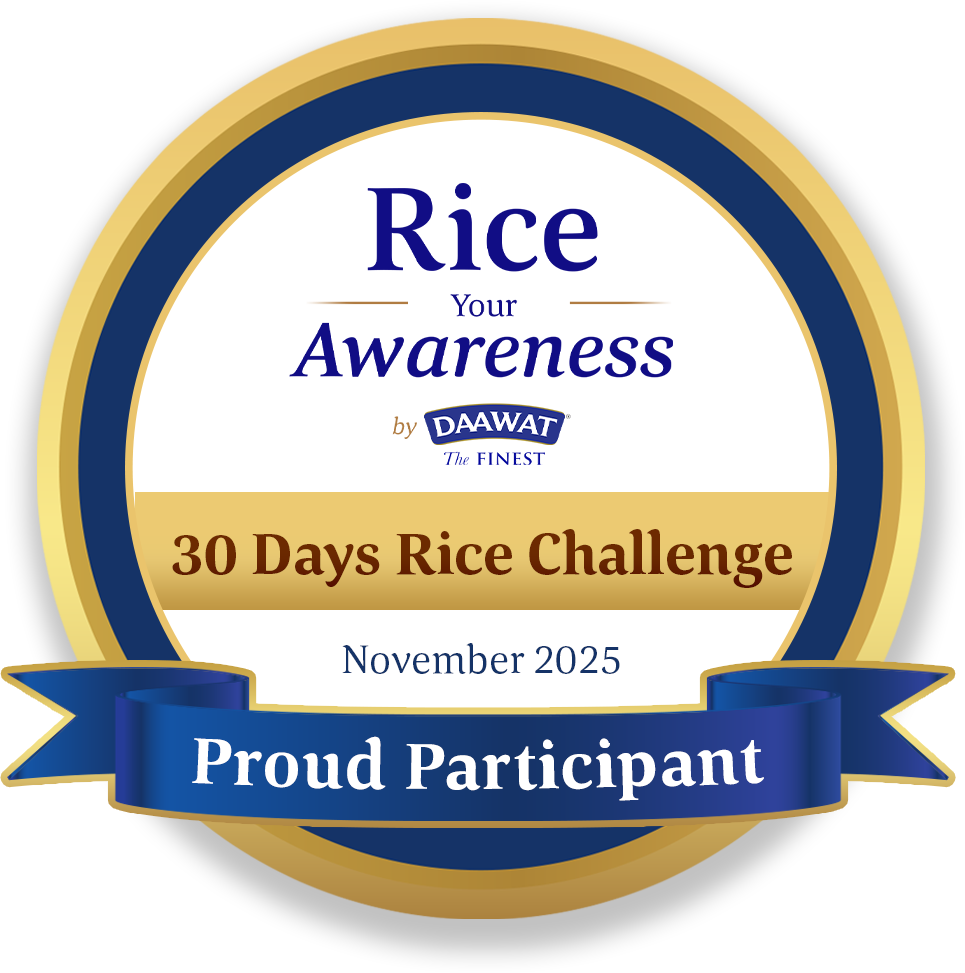 Rice
Your
Awareness
by DAAWAT®
The FINEST
30 Days Rice Challenge
November 2025
Proud Participant